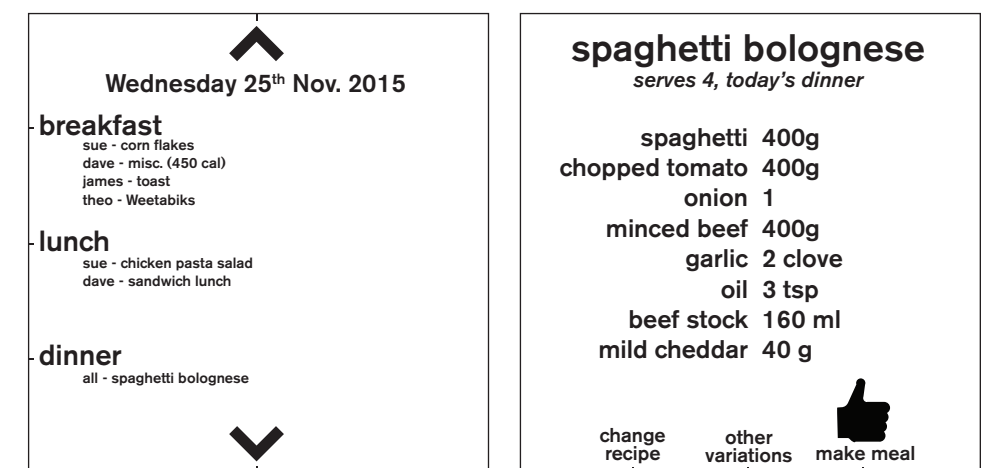 Wednesday 25th Nov. 2015
breakfast
sue - corn flakes
dave - misc. (450 cal)
james - toast
theo - Weetabiks
lunch
sue - chicken pasta salad
dave - sandwich lunch
dinner
all - spaghetti bolognese
spaghetti bolognese
serves 4, today's dinner
spaghetti 400g
chopped tomato 400g
onion 1
minced beef 400g
garlic 2 clove
oil 3 tsp
beef stock 160 ml
mild cheddar 40 g
change
recipe
other
variations
make meal